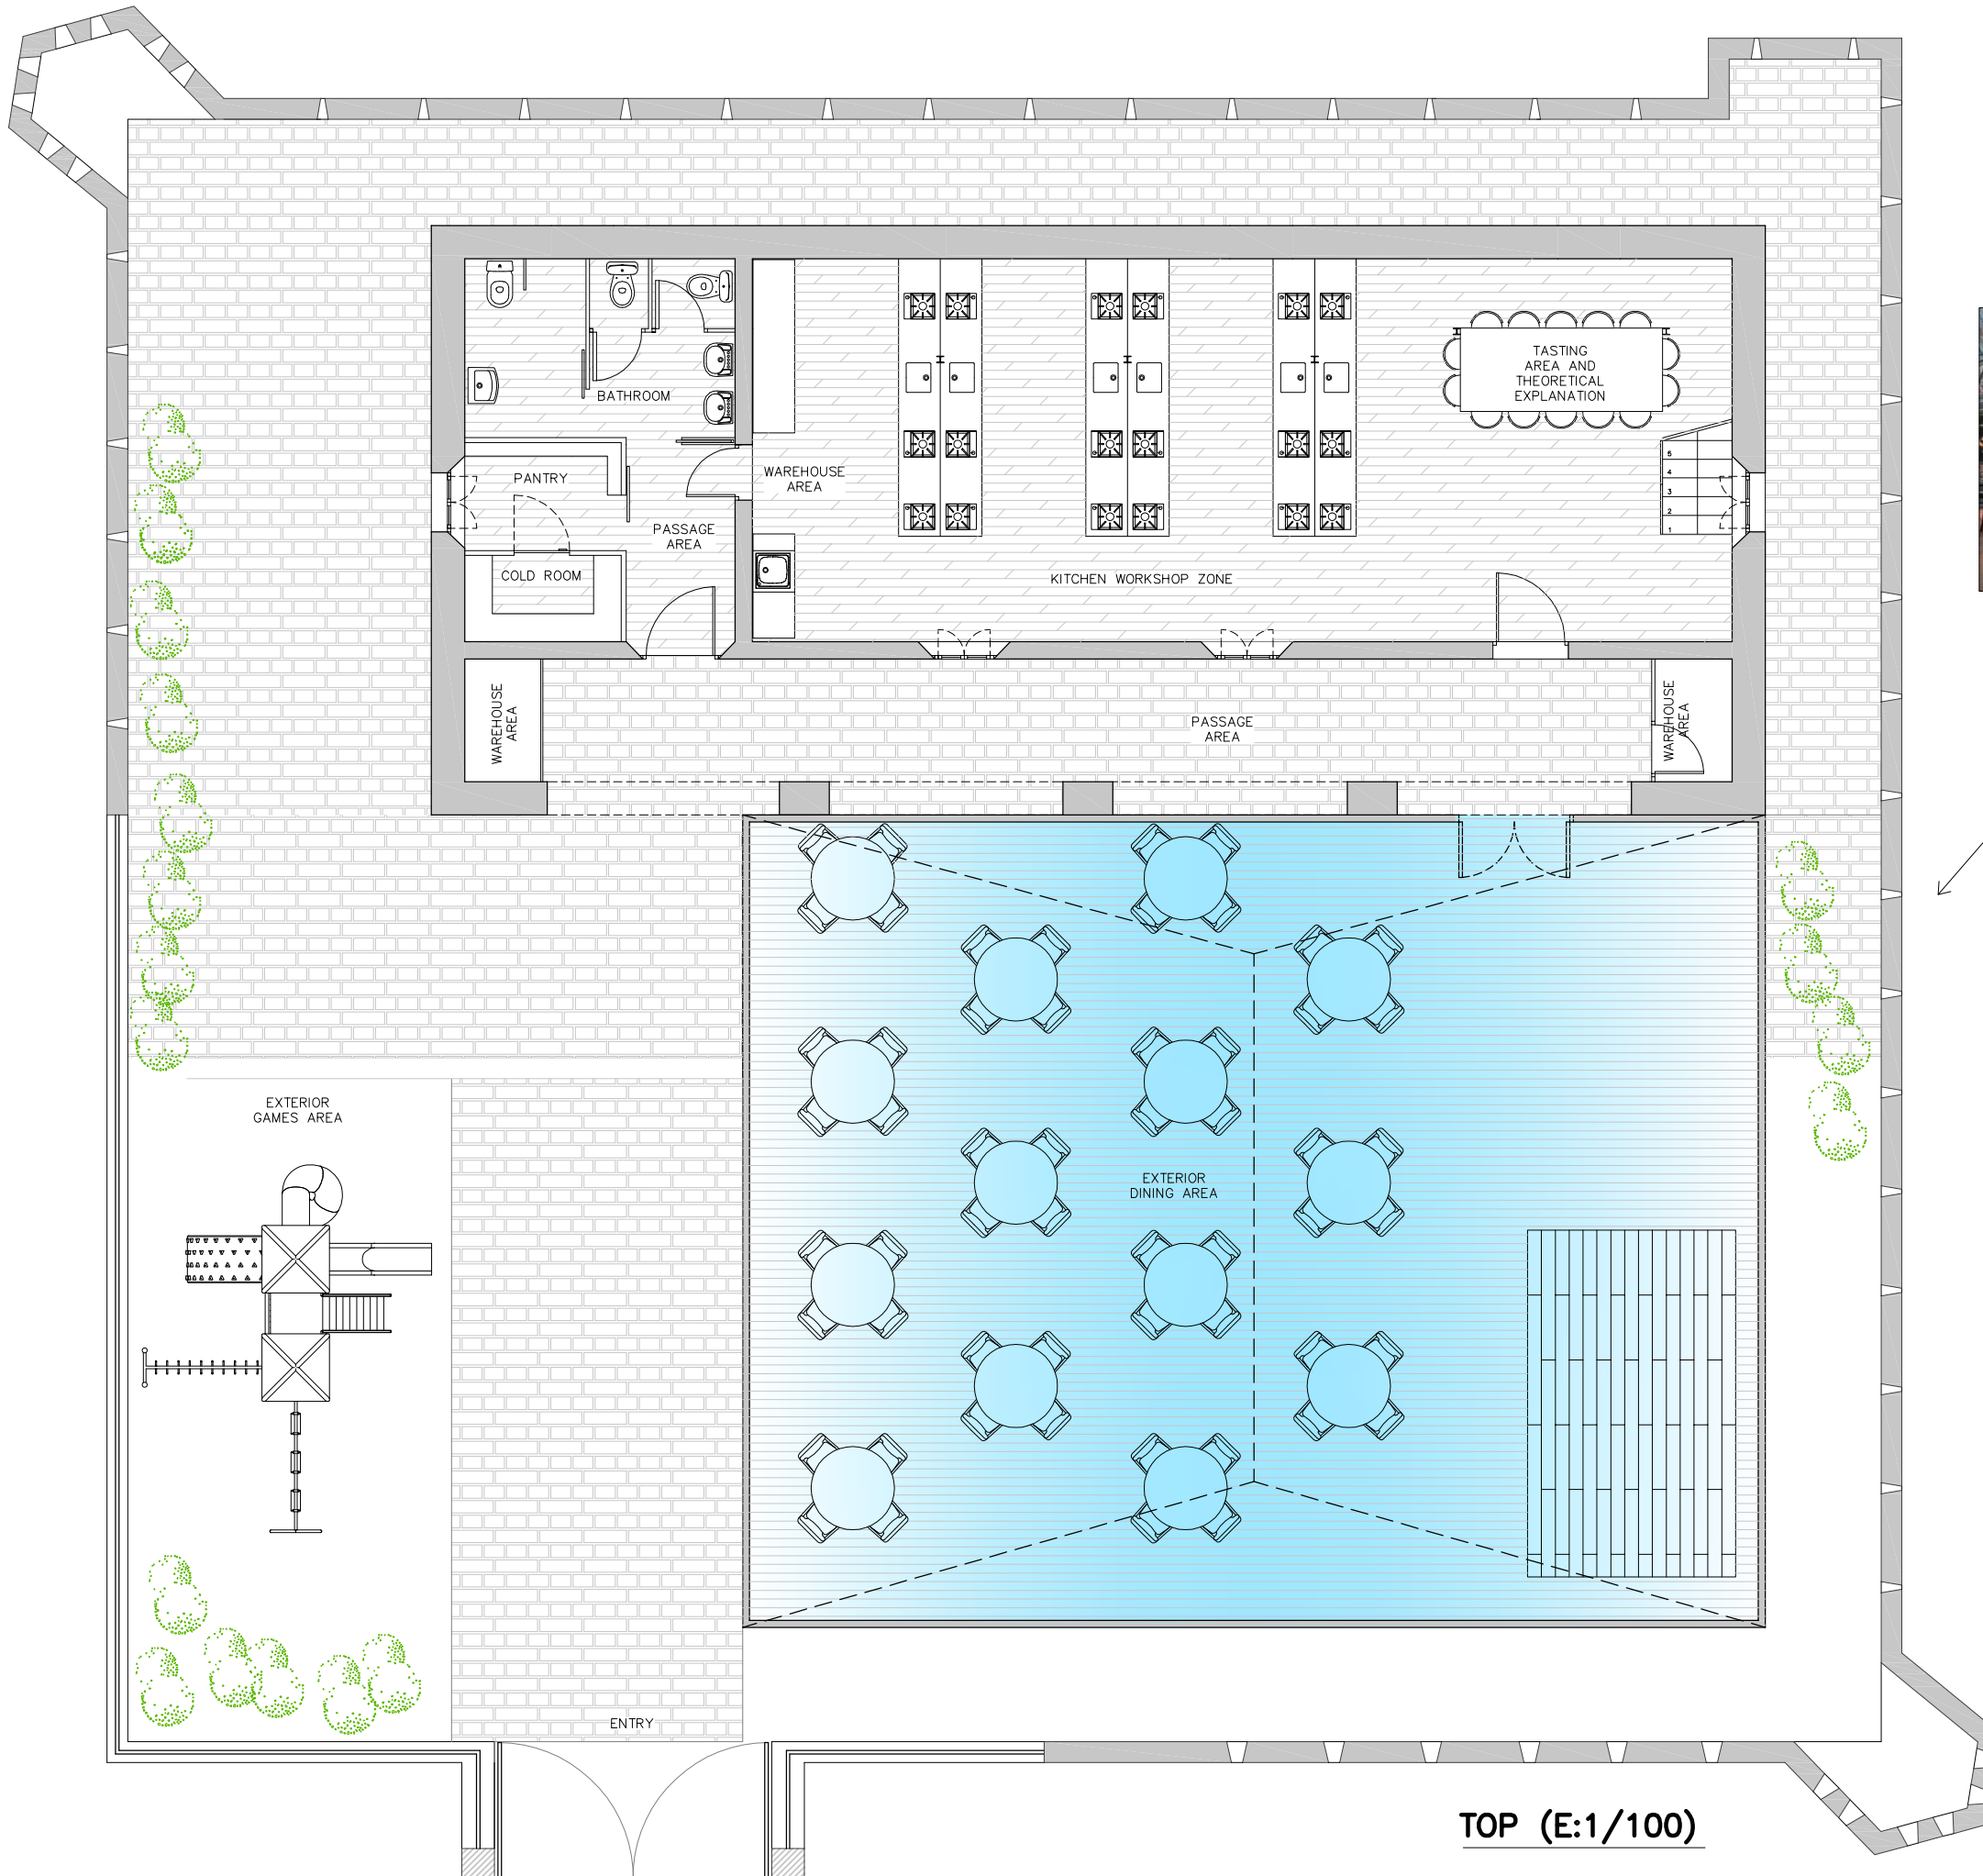 TASTING
AREA AND
THEORETICAL
EXPLANATION
BATHROOM
WAREHOUSE
AREA
PANTRY
5
4
3
2
1
PASSAGE
AREA
COLD ROOM
KITCHEN WORKSHOP ZONE
WAREHOUSE
AREA
PASSAGE
AREA
WAREHOUSE
AREA
EXTERIOR
GAMES AREA
EXTERIOR
DINING AREA
ENTRY
TOP (E:1/100)